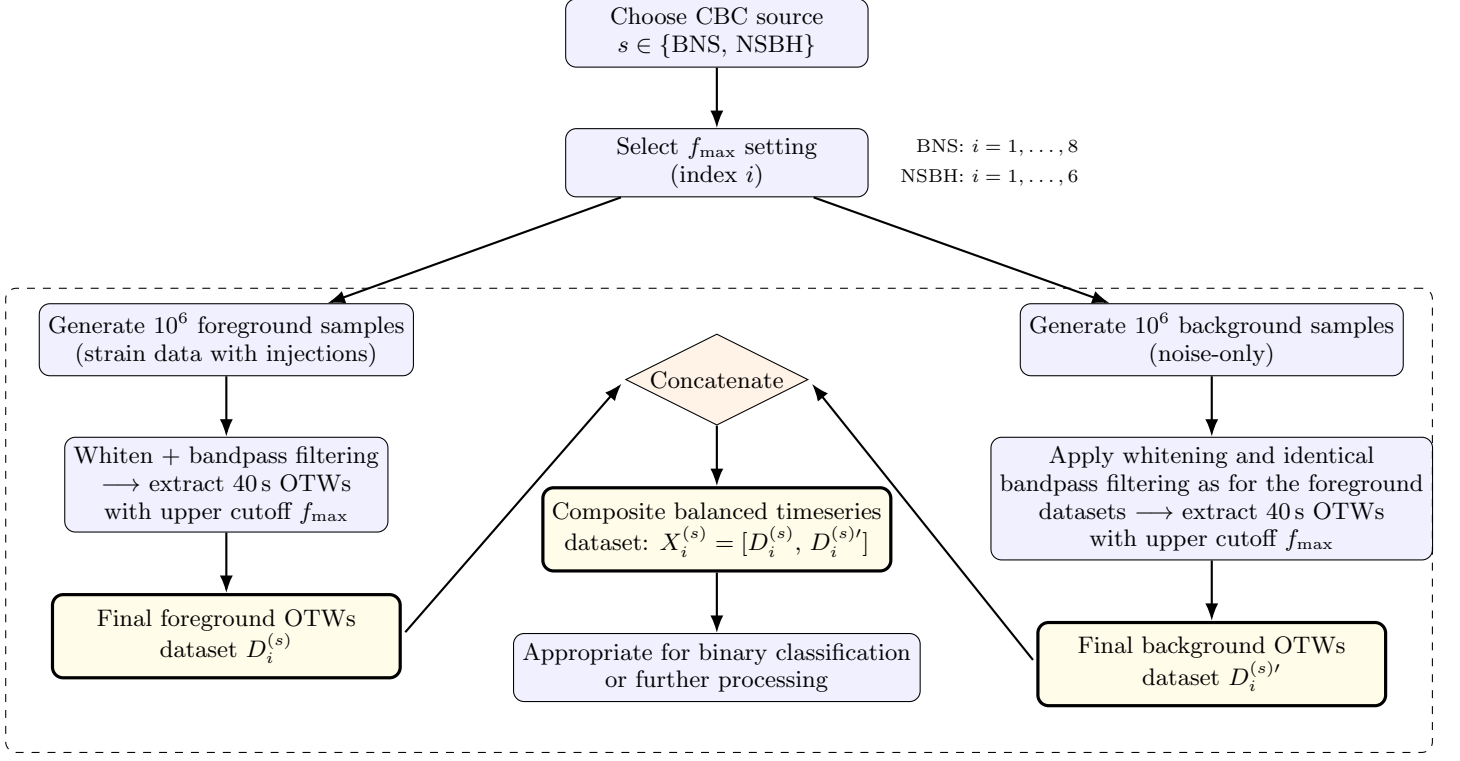 Choose CBC source
s ∈ {BNS, NSBH}
Select f_max setting
(index i)
BNS: i = 1, . . . , 8
NSBH: i = 1, . . . , 6
Generate 10^6 foreground samples
(strain data with injections)
Whiten + bandpass filtering
⟶ extract 40 s OTWs
with upper cutoff f_max
Final foreground OTWs
dataset D_i^(s)
Concatenate
Composite balanced timeseries
dataset: X_i^(s) = [D_i^(s), D_i^(s)′]
Appropriate for binary classification
or further processing
Generate 10^6 background samples
(noise-only)
Apply whitening and identical
bandpass filtering as for the foreground
datasets ⟶ extract 40 s OTWs
with upper cutoff f_max
Final background OTWs
dataset D_i^(s)′